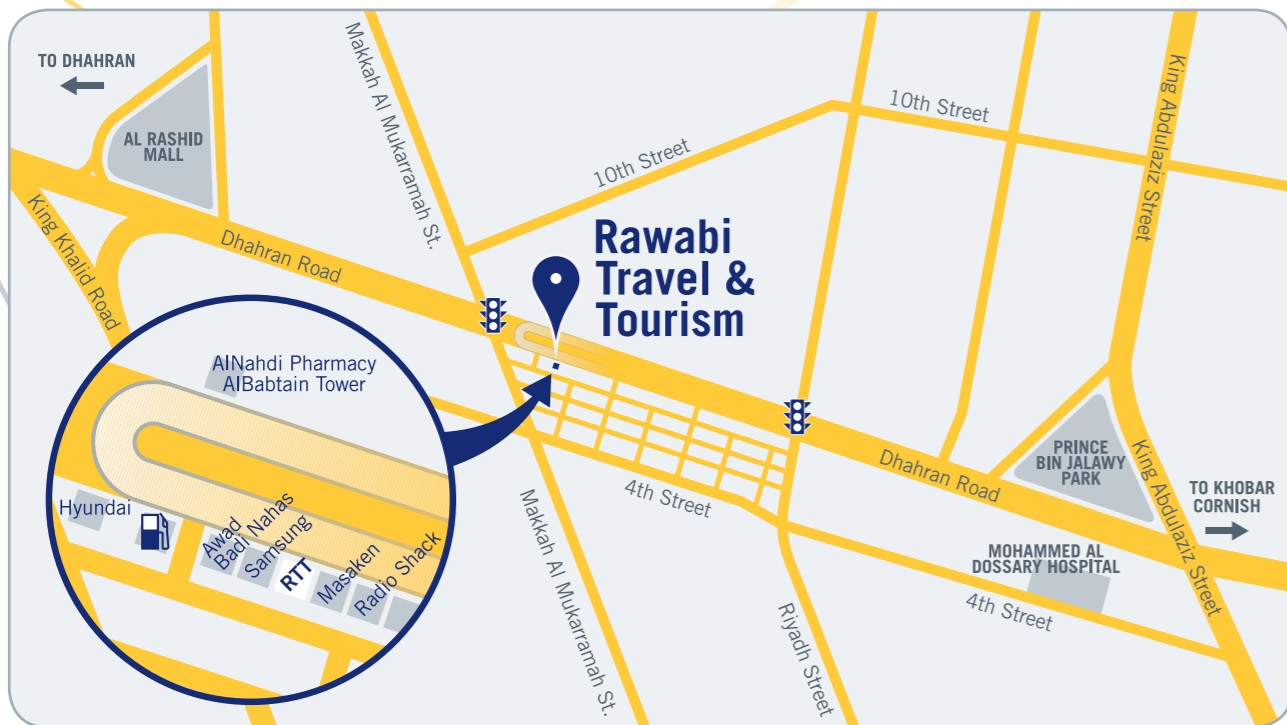 TO DHAHRAN
AL RASHID
MALL
Makkah Al Mukarramah St.
10th Street
10th Street
King Abdulaziz Street
King Khalid Road
Dhahran Road
Rawabi
Travel &
Tourism
AlNahdi Pharmacy
AlBabtain Tower
Hyundai
Awad
Badi Nahas
Samsung
RTT
Masaken
Radio Shack
4th Street
Makkah Al Mukarramah St.
Riyadh Street
Dhahran Road
PRINCE
BIN JALAWY
PARK
King Abdulaziz Street
TO KHOBAR
CORNISH
MOHAMMED AL
DOSSARY HOSPITAL
4th Street